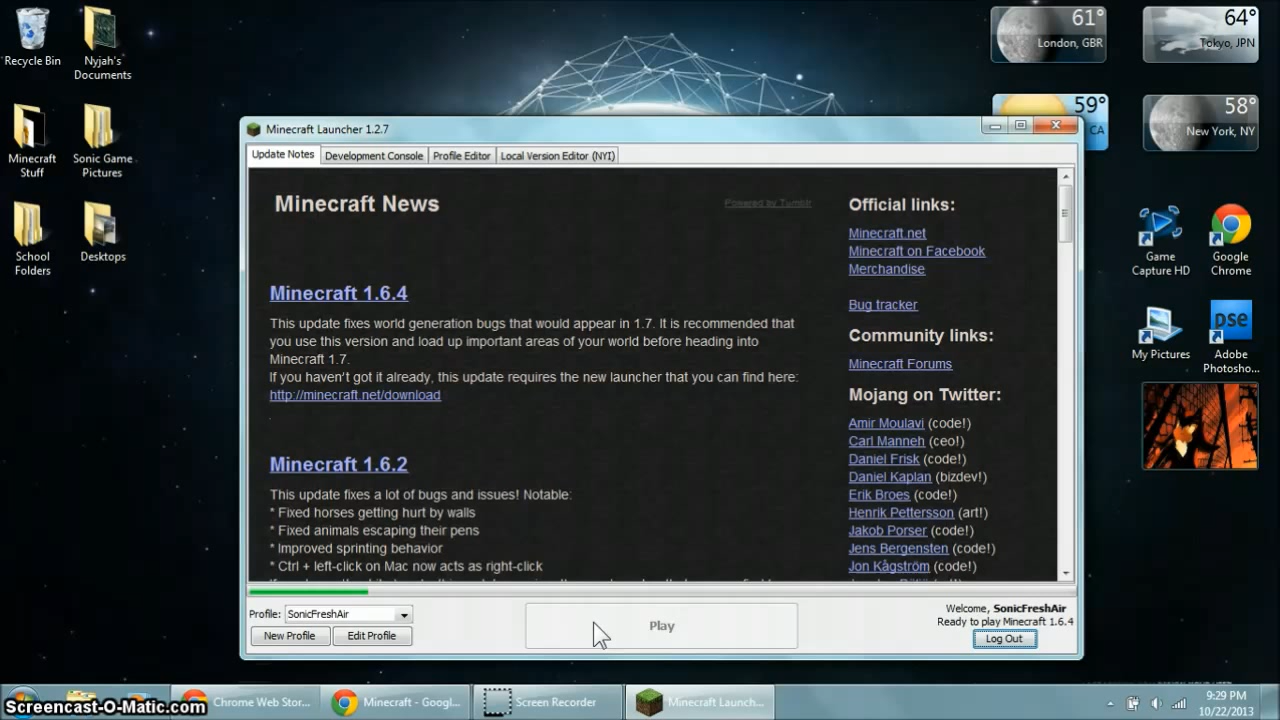 Recycle Bin
Nyjah's
Documents
Minecraft
Stuff
Sonic Game
Pictures
School
Folders
Desktops
61°
London, GBR
64°
Tokyo, JPN
59°
CA
58°
New York, NY
Game
Capture HD
Google
Chrome
My Pictures
pse
Adobe
Photosho...
Minecraft Launcher 1.2.7
Update Notes
Development Console
Profile Editor
Local Version Editor (NYI)
Minecraft News
Powered by Tumblr
Minecraft 1.6.4
This update fixes world generation bugs that would appear in 1.7. It is recommended that
you use this version and load up important areas of your world before heading into
Minecraft 1.7.
If you haven't got it already, this update requires the new launcher that you can find here:
http://minecraft.net/download
Minecraft 1.6.2
This update fixes a lot of bugs and issues! Notable:
* Fixed horses getting hurt by walls
* Fixed animals escaping their pens
* Improved sprinting behavior
* Ctrl + left-click on Mac now acts as right-click
Official links:
Minecraft.net
Minecraft on Facebook
Merchandise
Bug tracker
Community links:
Minecraft Forums
Mojang on Twitter:
Amir Moulavi (code!)
Carl Manneh (ceo!)
Daniel Frisk (code!)
Daniel Kaplan (bizdev!)
Erik Broes (code!)
Henrik Pettersson (art!)
Jakob Porser (code!)
Jens Bergensten (code!)
Jon Kågström (code!)
Profile: SonicFreshAir
New Profile
Edit Profile
Play
Welcome, SonicFreshAir
Ready to play Minecraft 1.6.4
Log Out
Screencast-O-Matic.com
Chrome Web Stor...
Minecraft - Googl...
Screen Recorder
Minecraft Launch...
9:29 PM
10/22/2013